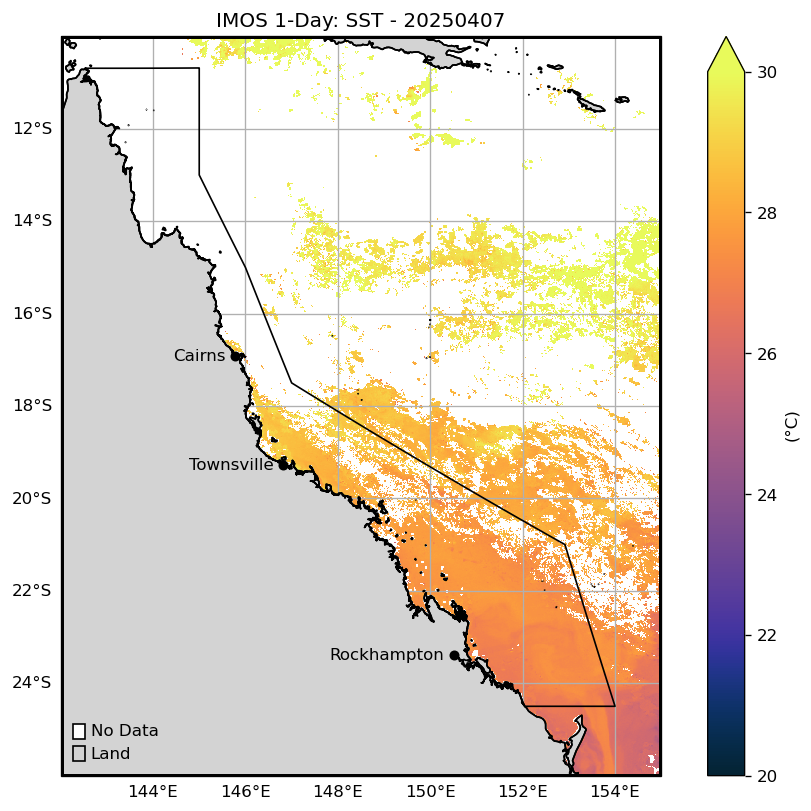 IMOS 1-Day: SST - 20250407
12°S
14°S
16°S
18°S
20°S
22°S
24°S
Cairns
Townsville
Rockhampton
No Data
Land
144°E
146°E
148°E
150°E
152°E
154°E
30
28
26
24
22
20
(°C)